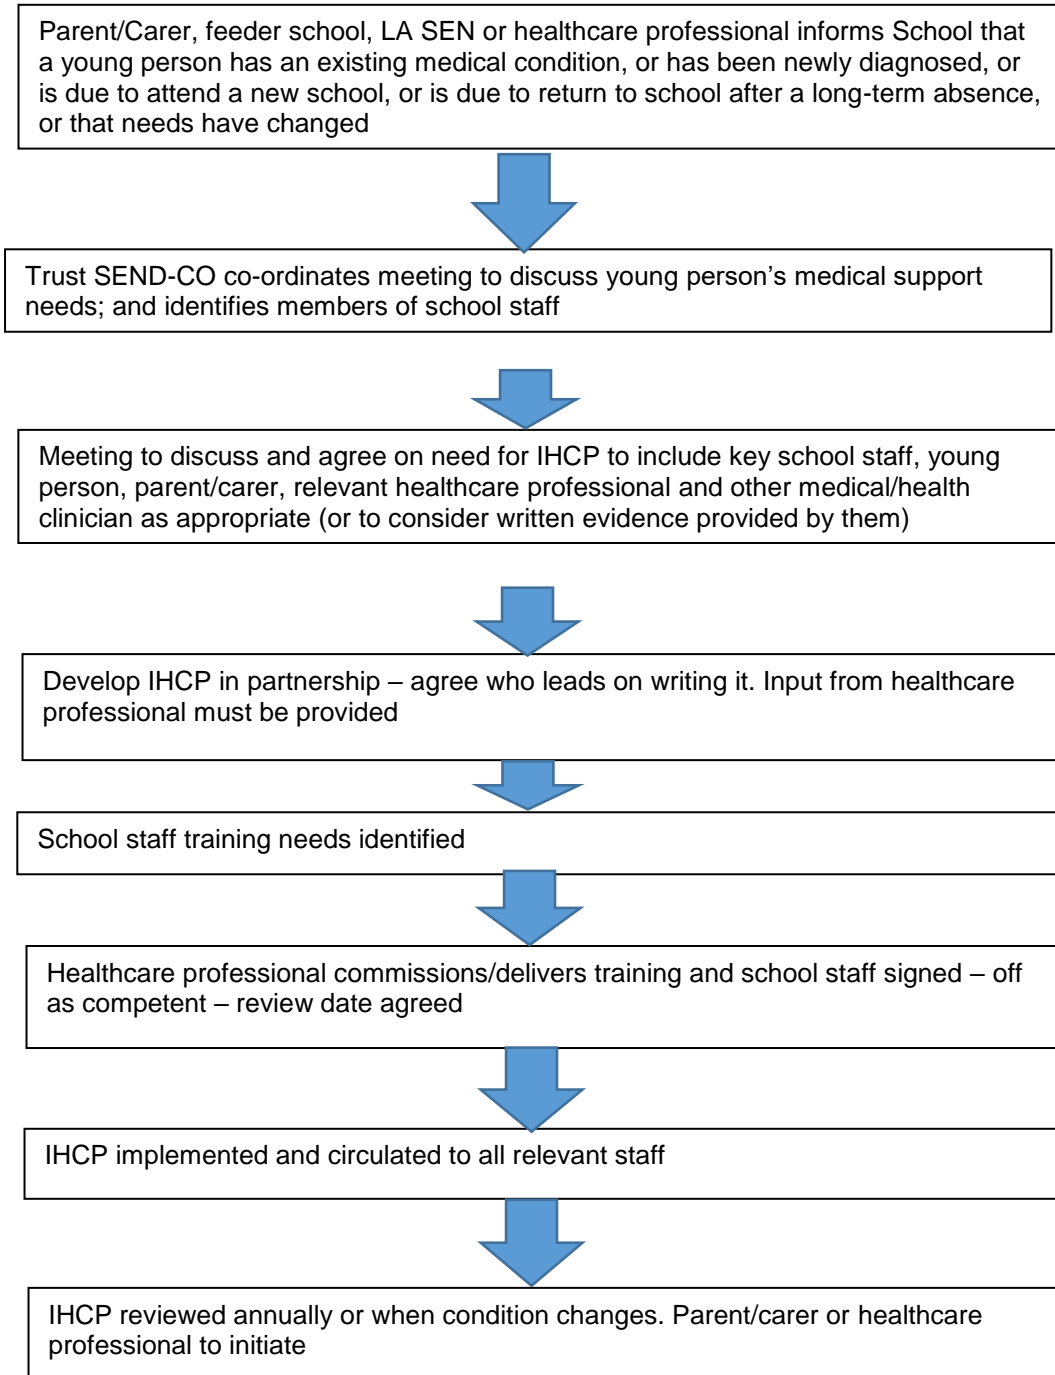 Parent/Carer, feeder school, LA SEN or healthcare professional informs School that
a young person has an existing medical condition, or has been newly diagnosed, or
is due to attend a new school, or is due to return to school after a long-term absence,
or that needs have changed
Trust SEND-CO co-ordinates meeting to discuss young person’s medical support
needs; and identifies members of school staff
Meeting to discuss and agree on need for IHCP to include key school staff, young
person, parent/carer, relevant healthcare professional and other medical/health
clinician as appropriate (or to consider written evidence provided by them)
Develop IHCP in partnership – agree who leads on writing it. Input from healthcare
professional must be provided
School staff training needs identified
Healthcare professional commissions/delivers training and school staff signed – off
as competent – review date agreed
IHCP implemented and circulated to all relevant staff
IHCP reviewed annually or when condition changes. Parent/carer or healthcare
professional to initiate